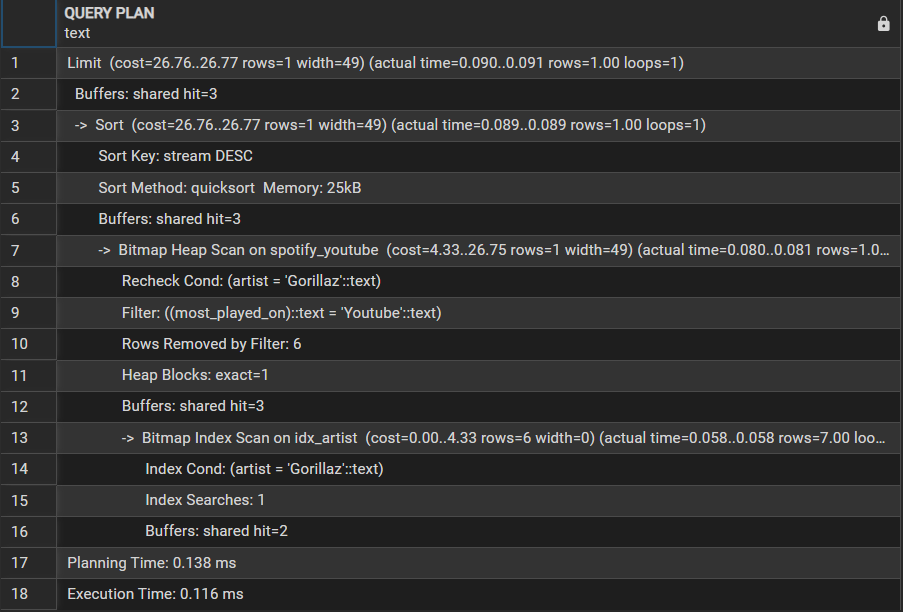 QUERY PLAN
text
1 Limit (cost=26.76..26.77 rows=1 width=49) (actual time=0.090..0.091 rows=1.00 loops=1)
2 Buffers: shared hit=3
3 -> Sort (cost=26.76..26.77 rows=1 width=49) (actual time=0.089..0.089 rows=1.00 loops=1)
4 Sort Key: stream DESC
5 Sort Method: quicksort Memory: 25kB
6 Buffers: shared hit=3
7 -> Bitmap Heap Scan on spotify_youtube (cost=4.33..26.75 rows=1 width=49) (actual time=0.080..0.081 rows=1.0...
8 Recheck Cond: (artist = 'Gorillaz'::text)
9 Filter: ((most_played_on)::text = 'Youtube'::text)
10 Rows Removed by Filter: 6
11 Heap Blocks: exact=1
12 Buffers: shared hit=3
13 -> Bitmap Index Scan on idx_artist (cost=0.00..4.33 rows=6 width=0) (actual time=0.058..0.058 rows=7.00 loo...
14 Index Cond: (artist = 'Gorillaz'::text)
15 Index Searches: 1
16 Buffers: shared hit=2
17 Planning Time: 0.138 ms
18 Execution Time: 0.116 ms